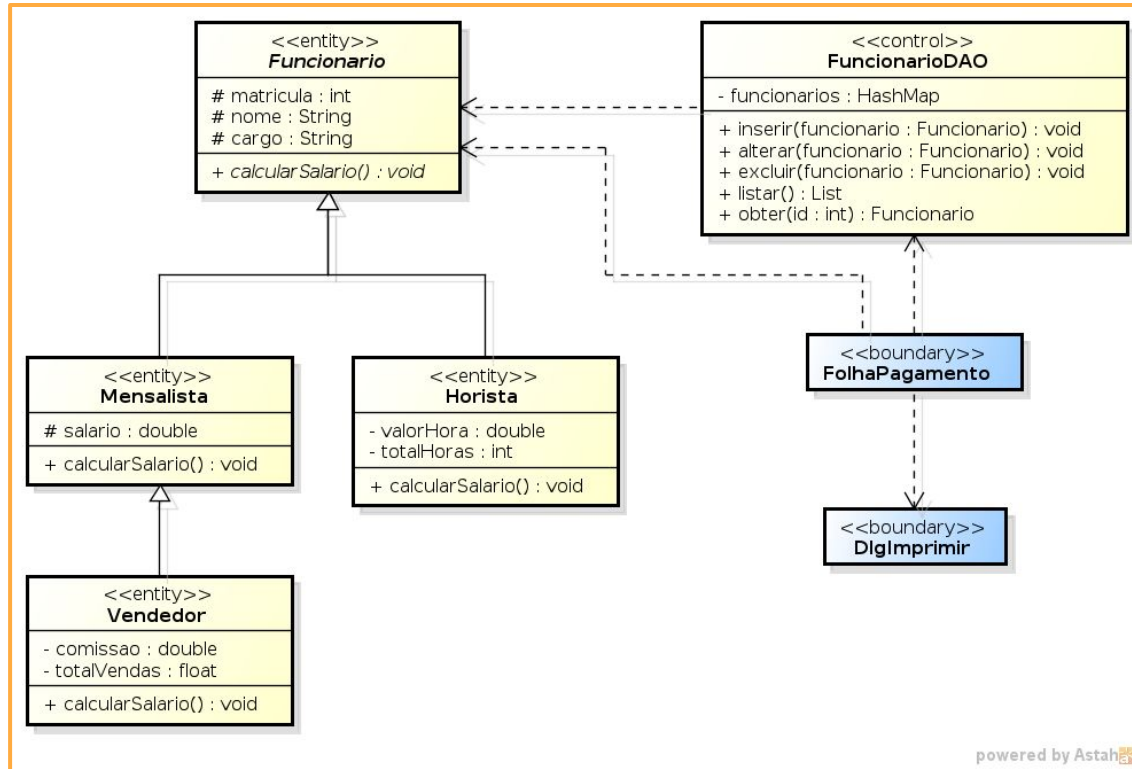 <<entity>>
Funcionario
# matricula : int
# nome : String
# cargo : String
+ calcularSalario() : void
<<control>>
FuncionarioDAO
- funcionarios : HashMap
+ inserir(funcionario : Funcionario) : void
+ alterar(funcionario : Funcionario) : void
+ excluir(funcionario : Funcionario) : void
+ listar() : List
+ obter(id : int) : Funcionario
<<boundary>>
FolhaPagamento
<<entity>>
Mensalista
# salario : double
+ calcularSalario() : void
<<entity>>
Horista
- valorHora : double
- totalHoras : int
+ calcularSalario() : void
<<boundary>>
DlgImprimir
<<entity>>
Vendedor
- comissao : double
- totalVendas : float
+ calcularSalario() : void
powered by Astah